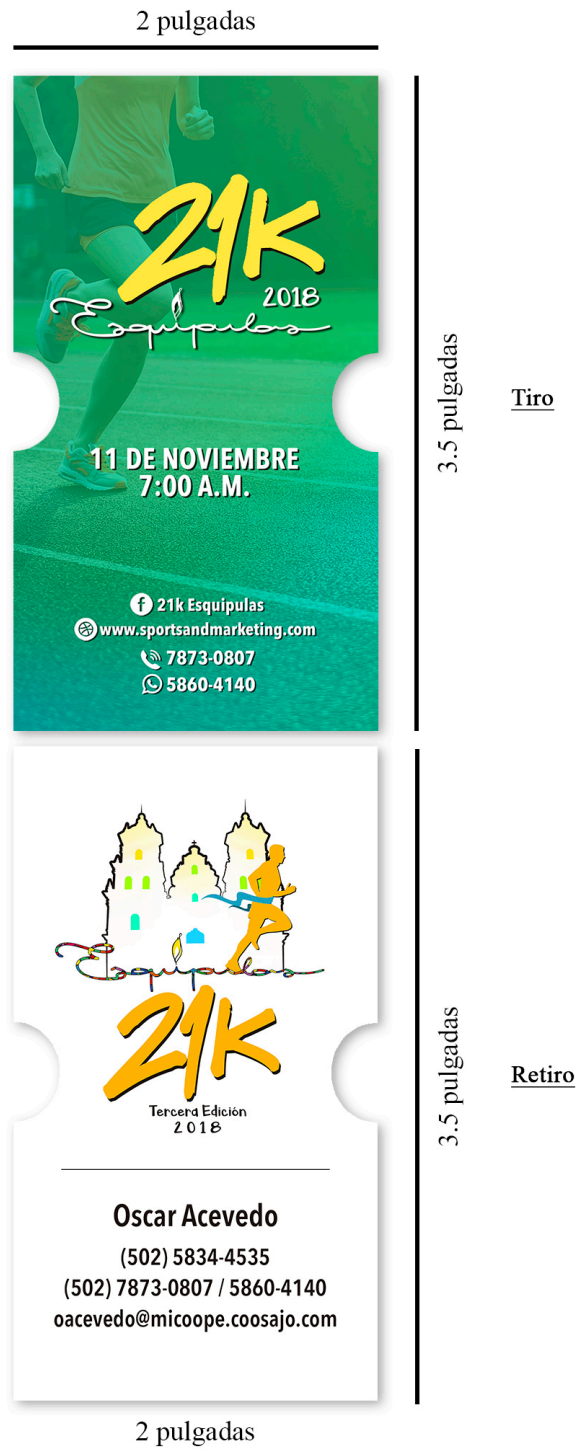 2 pulgadas
21K
2018
Esquipulas
3.5 pulgadas
Tiro
11 DE NOVIEMBRE
7:00 A.M.
21k Esquipulas
www.sportsandmarketing.com
7873-0807
5860-4140
Esquipulas
21K
Tercera Edición
2018
3.5 pulgadas
Retiro
Oscar Acevedo
(502) 5834-4535
(502) 7873-0807 / 5860-4140
oacevedo@micoope.coosajo.com
2 pulgadas